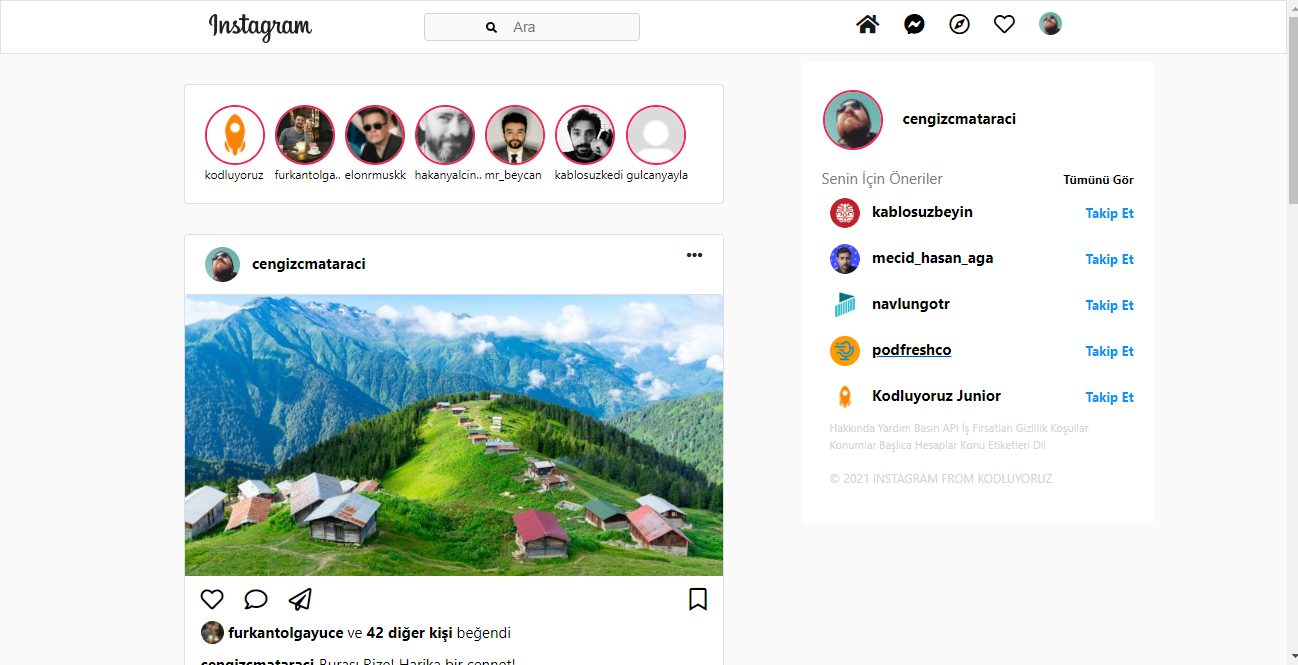 Instagram
Ara
kodluyoruz furkantolga.. elonrmuskk hakanyalcin.. mr_beycan kablosuzkedi gulcanyayla
cengizcmataraci
furkantolgayuce ve 42 diğer kişi beğendi
cengizcmataraci Burası Rize! Harika bir cennet!
cengizcmataraci
Senin İçin Öneriler Tümünü Gör
kablosuzbeyin Takip Et
mecid_hasan_aga Takip Et
navlungotr Takip Et
podfreshco Takip Et
Kodluyoruz Junior Takip Et
Hakkında Yardım Basın API İş Fırsatları Gizlilik Koşullar
Konumlar Başlıca Hesaplar Konu Etiketleri Dil
© 2021 INSTAGRAM FROM KODLUYORUZ